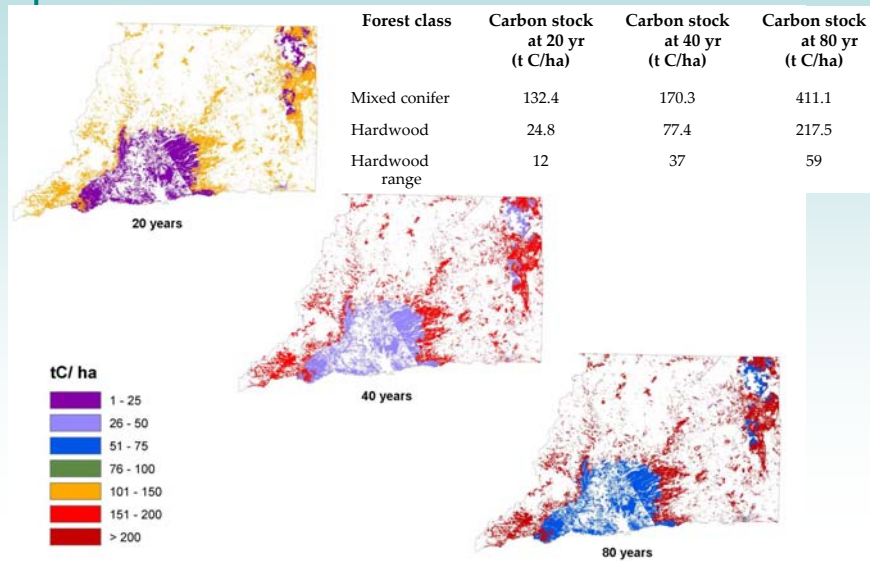 Forest class Carbon stock Carbon stock Carbon stock
at 20 yr at 40 yr at 80 yr
(t C/ha) (t C/ha) (t C/ha)
Mixed conifer 132.4 170.3 411.1
Hardwood 24.8 77.4 217.5
Hardwood 12 37 59
range
20 years
40 years
tC/ ha
1 - 25
26 - 50
51 - 75
76 - 100
101 - 150
151 - 200
> 200
80 years